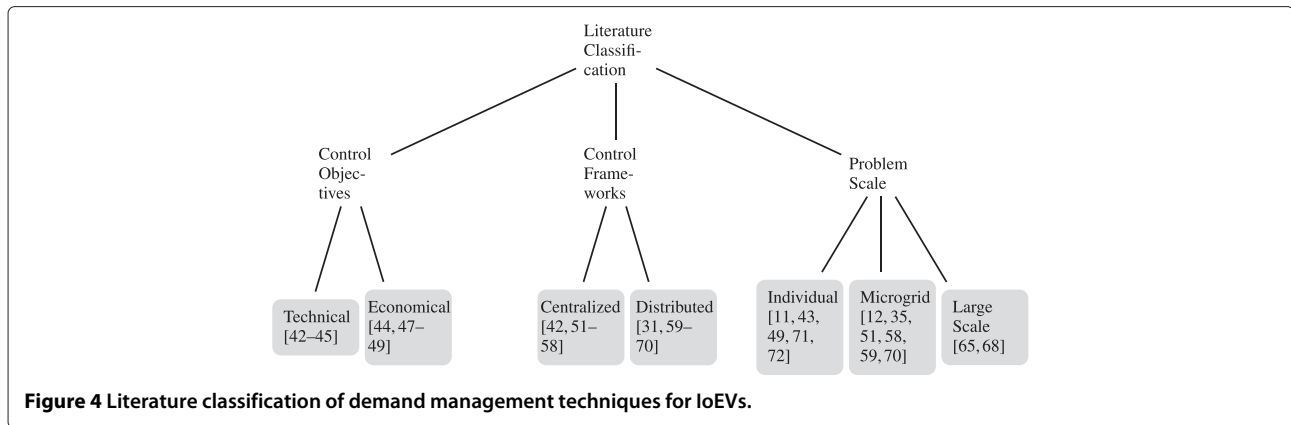 Literature
Classifi-
cation
Control
Objec-
tives
Control
Frame-
works
Problem
Scale
Technical
[42–45]
Economical
[44, 47–
49]
Centralized
[42, 51–
58]
Distributed
[31, 59–
70]
Individual
[11, 43,
49, 71,
72]
Microgrid
[12, 35,
51, 58,
59, 70]
Large
Scale
[65, 68]
Figure 4 Literature classification of demand management techniques for IoEVs.